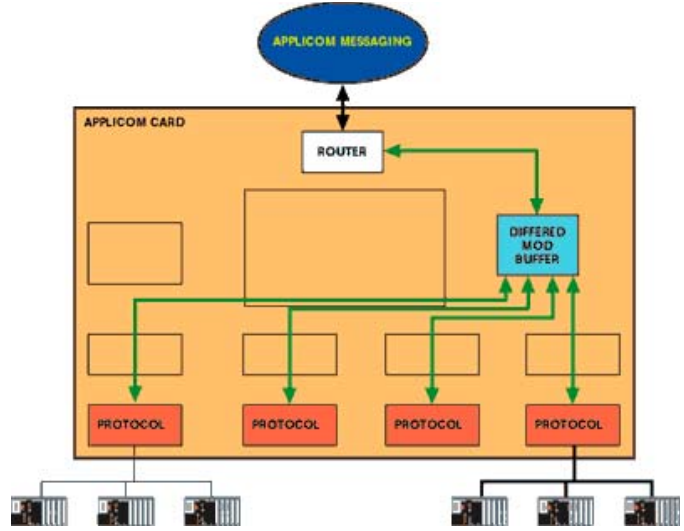 APPLICOM MESSAGING
APPLICOM CARD
ROUTER
DIFFERED
MOD
BUFFER
PROTOCOL
PROTOCOL
PROTOCOL
PROTOCOL